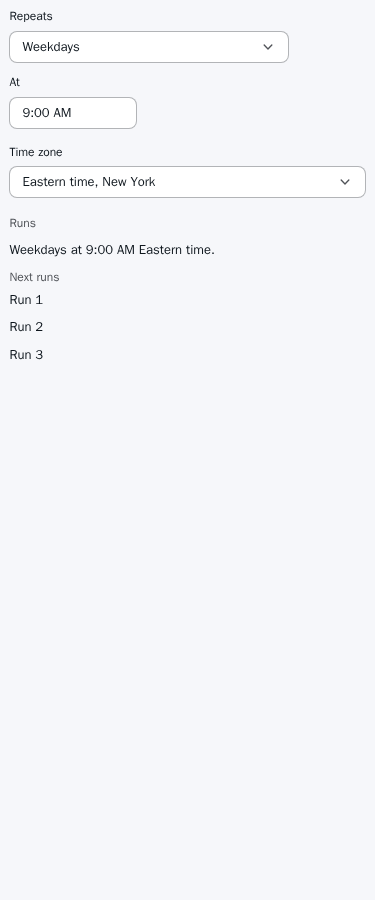 Repeats
Weekdays
At
9:00 AM
Time zone
Eastern time, New York
Runs
Weekdays at 9:00 AM Eastern time.
Next runs
Run 1
Run 2
Run 3